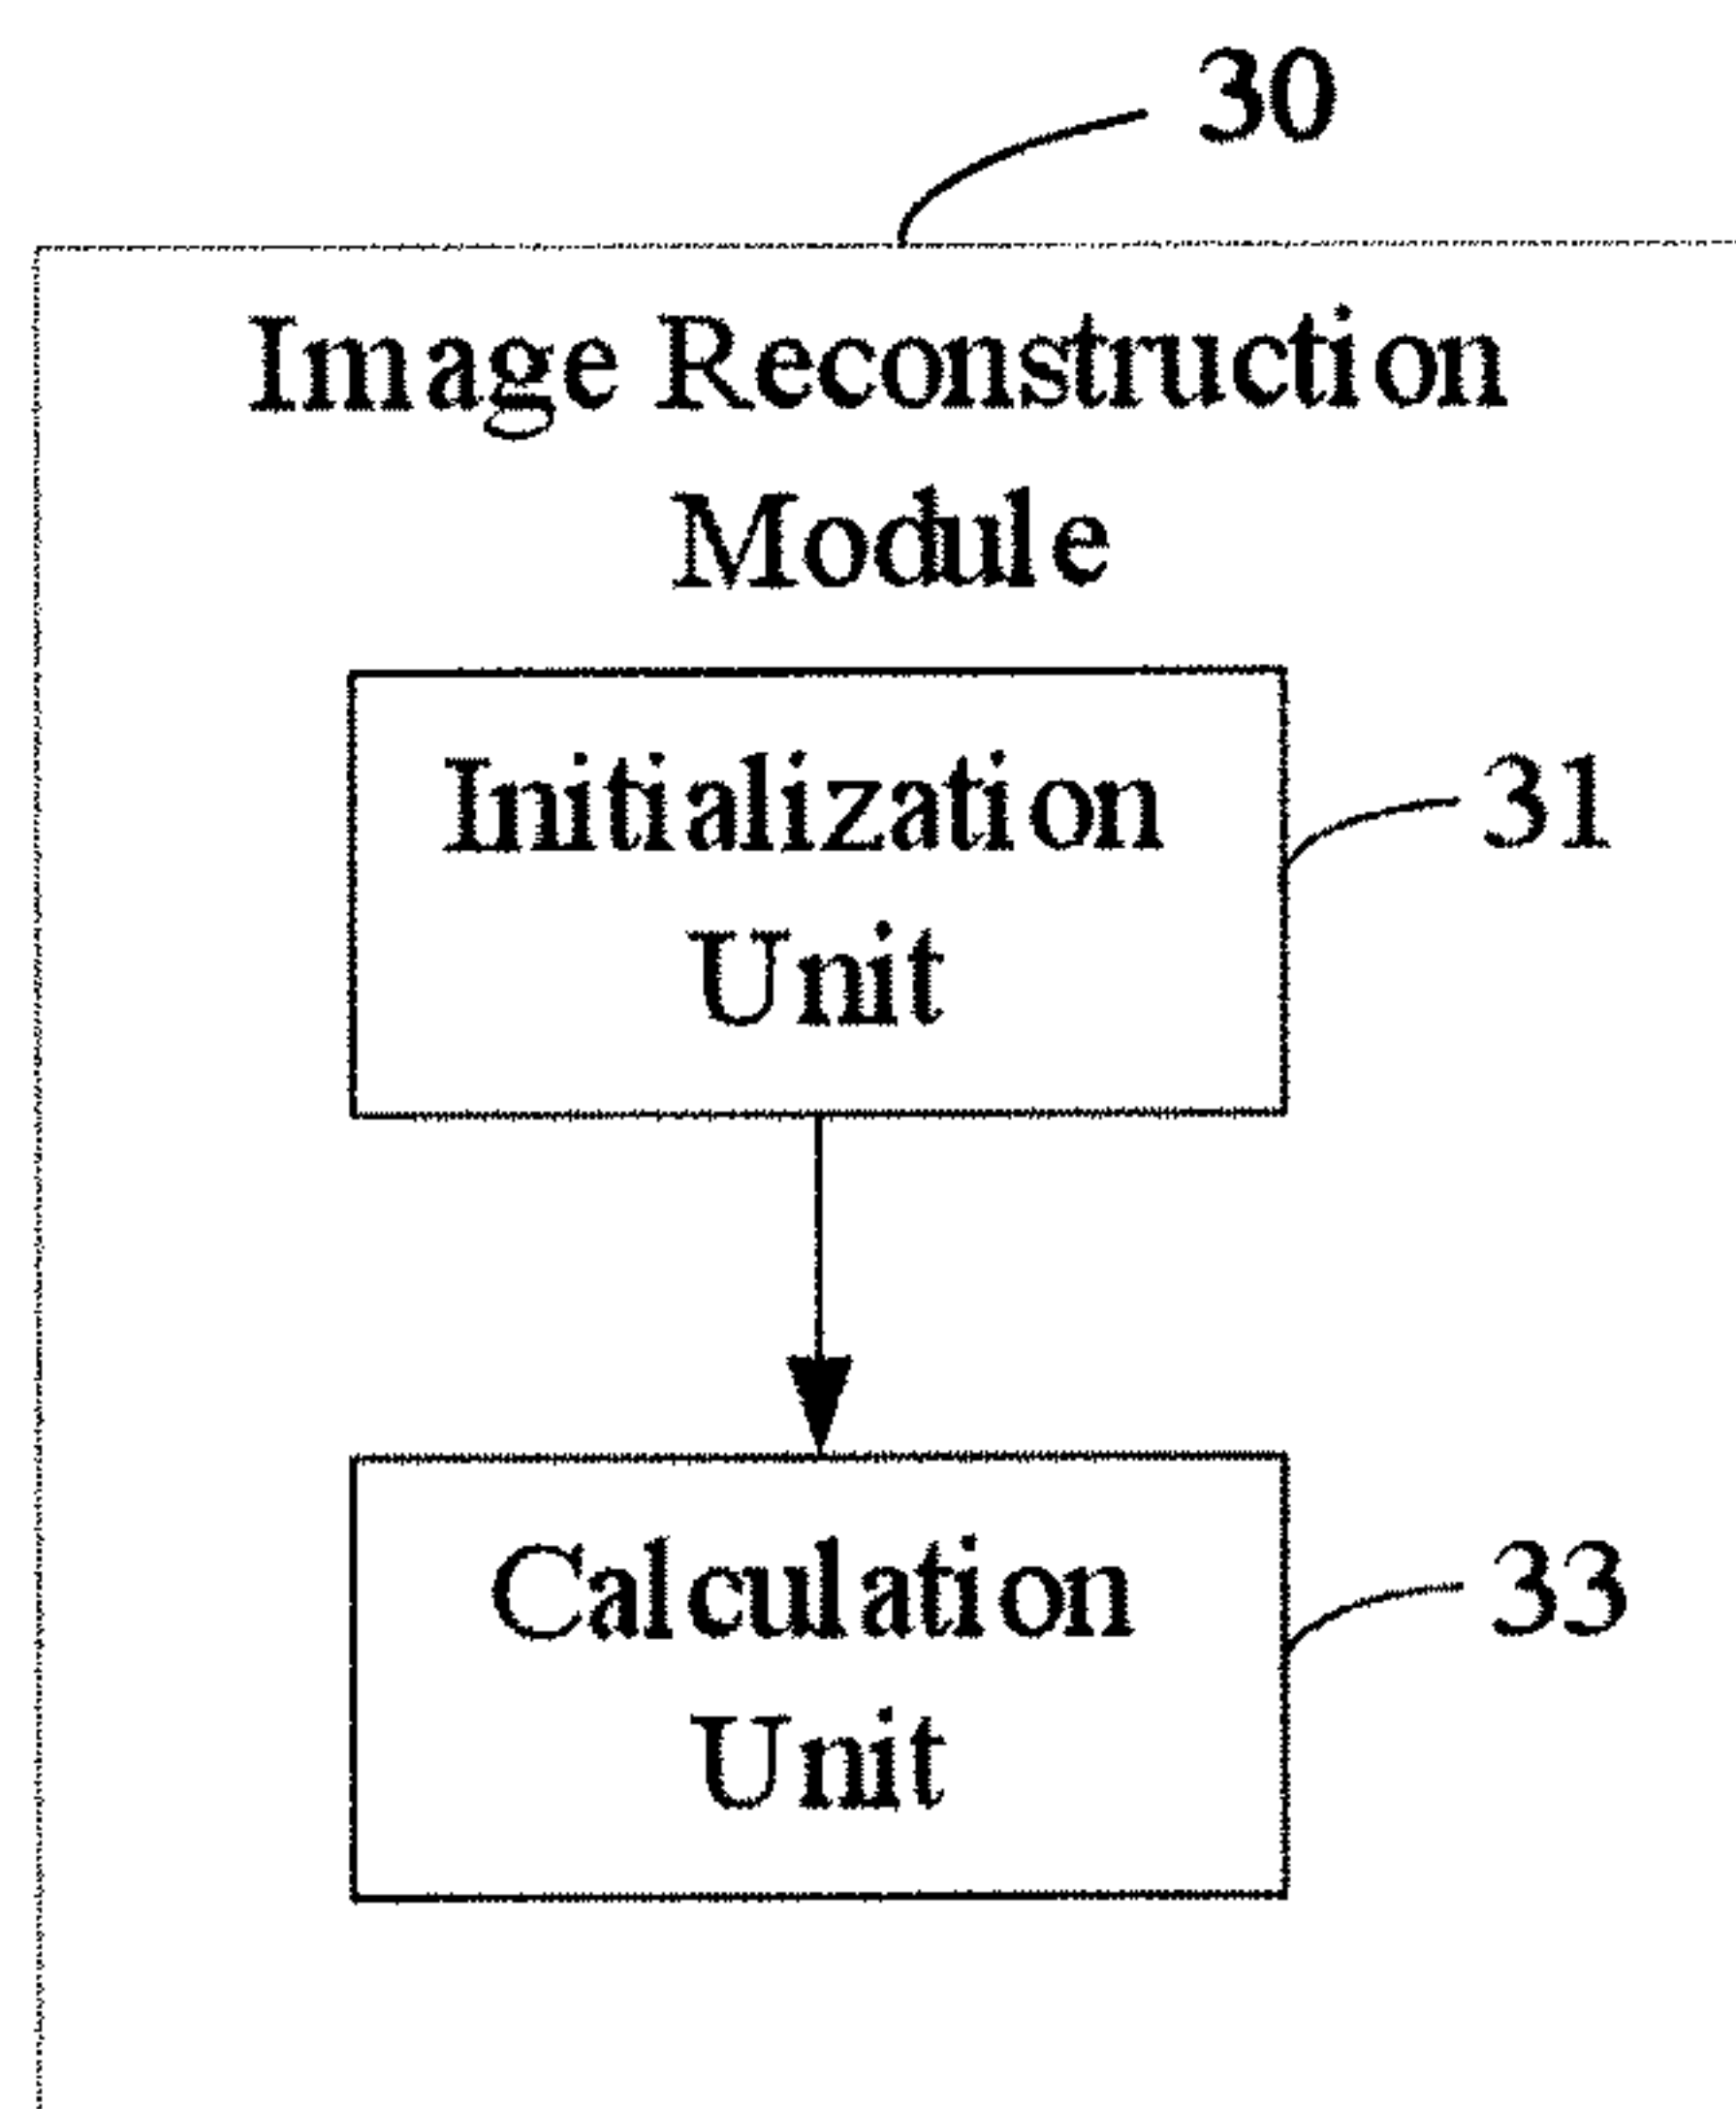 30
Image Reconstruction
Module
Initialization
Unit
31
Calculation
Unit
33